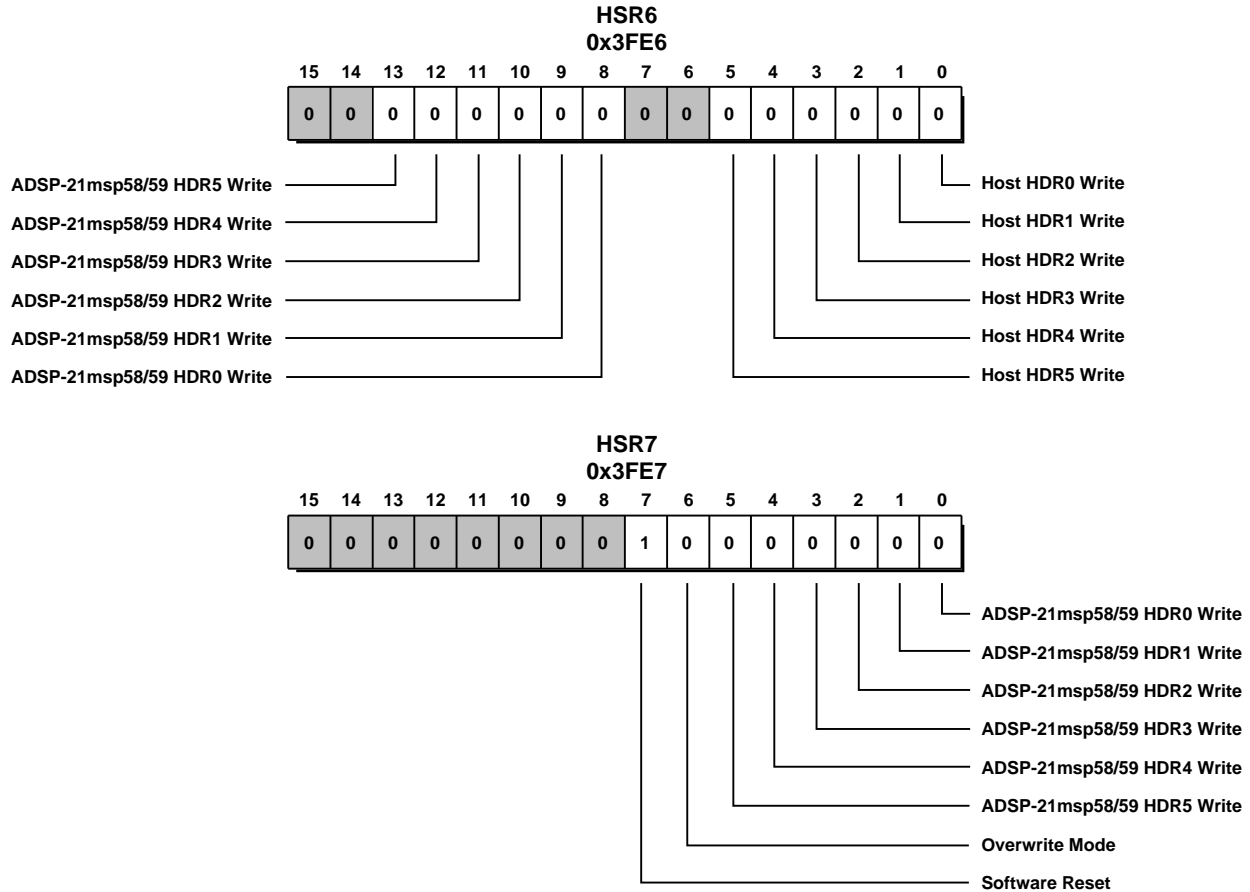 HSR6
0x3FE6
15 14 13 12 11 10 9 8 7 6 5 4 3 2 1 0
0 0 0 0 0 0 0 0 0 0 0 0 0 0 0 0
ADSP-21msp58/59 HDR5 Write Host HDR0 Write
ADSP-21msp58/59 HDR4 Write Host HDR1 Write
ADSP-21msp58/59 HDR3 Write Host HDR2 Write
ADSP-21msp58/59 HDR2 Write Host HDR3 Write
ADSP-21msp58/59 HDR1 Write Host HDR4 Write
ADSP-21msp58/59 HDR0 Write Host HDR5 Write
HSR7
0x3FE7
15 14 13 12 11 10 9 8 7 6 5 4 3 2 1 0
0 0 0 0 0 0 0 0 1 0 0 0 0 0 0 0
ADSP-21msp58/59 HDR0 Write
ADSP-21msp58/59 HDR1 Write
ADSP-21msp58/59 HDR2 Write
ADSP-21msp58/59 HDR3 Write
ADSP-21msp58/59 HDR4 Write
ADSP-21msp58/59 HDR5 Write
Overwrite Mode
Software Reset